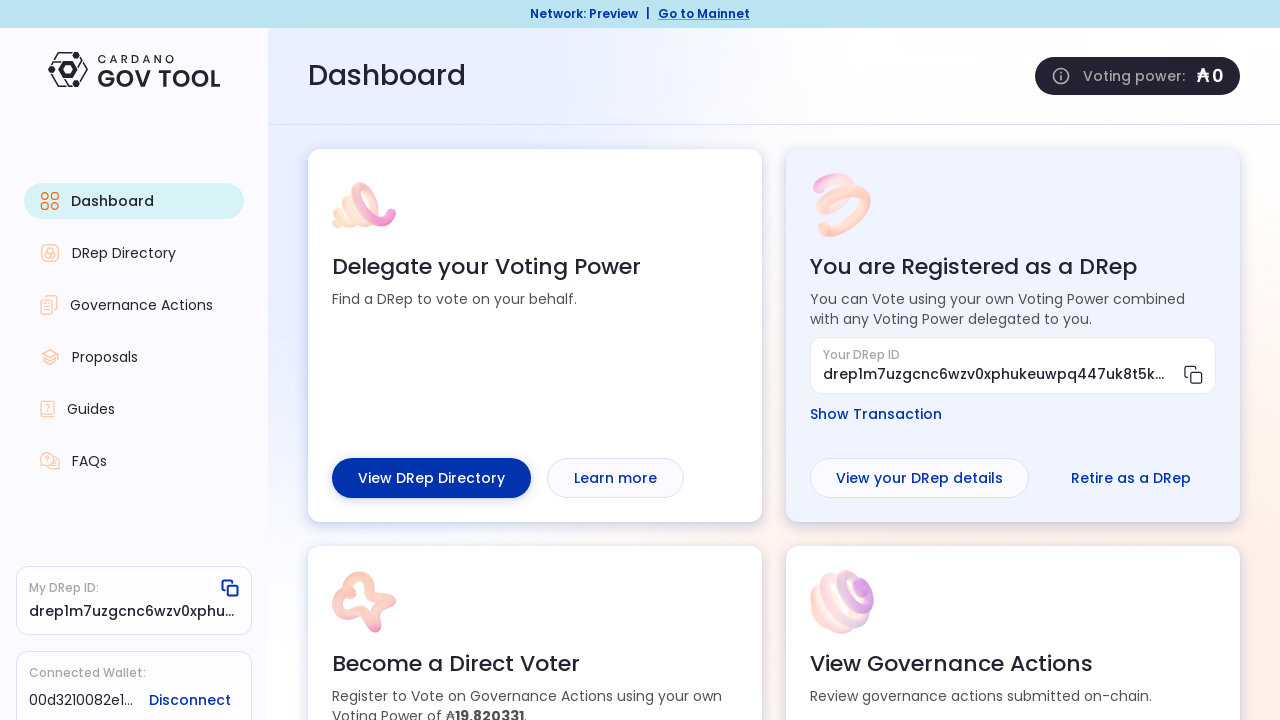 Network: Preview | Go to Mainnet
CARDANO
GOV TOOL
Dashboard
DRep Directory
Governance Actions
Proposals
Guides
FAQs
My DRep ID:
drep1m7uzgcnc6wzv0xphu...
Connected Wallet:
00d3210082e1... Disconnect
Dashboard
Voting power: ₳0
Delegate your Voting Power
Find a DRep to vote on your behalf.
View DRep Directory
Learn more
You are Registered as a DRep
You can Vote using your own Voting Power combined
with any Voting Power delegated to you.
Your DRep ID
drep1m7uzgcnc6wzv0xphukeuwpq447uk8t5k...
Show Transaction
View your DRep details
Retire as a DRep
Become a Direct Voter
Register to Vote on Governance Actions using your own
Voting Power of ₳19.820331.
View Governance Actions
Review governance actions submitted on-chain.